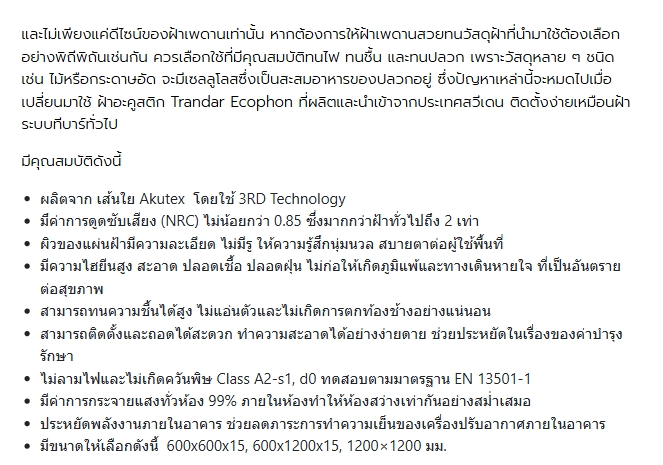 และไม่เพียงแค่ดีไซน์ของฝ้าเพดานเท่านั้น หากต้องการให้ฝ้าเพดานสวยทนวัสดุฝ้าที่นำมาใช้ต้องเลือก
อย่างพิถีพิถันเช่นกัน ควรเลือกใช้ที่มีคุณสมบัติทนไฟ ทนชื้น และทนปลวก เพราะวัสดุหลาย ๆ ชนิด
เช่น ไม้หรือกระดาษอัด จะมีเซลลูโลสซึ่งเป็นสะสมอาหารของปลวกอยู่ ซึ่งปัญหาเหล่านี้จะหมดไปเมื่อ
เปลี่ยนมาใช้ ฝ้าอะคูสติก Trandar Ecophon ที่ผลิตและนำเข้าจากประเทศสวีเดน ติดตั้งง่ายเหมือนฝ้า
ระบบทีบาร์ทั่วไป
มีคุณสมบัติดังนี้
• ผลิตจาก เส้นใย Akutex โดยใช้ 3RD Technology
• มีค่าการดูดซับเสียง (NRC) ไม่น้อยกว่า 0.85 ซึ่งมากกว่าฝ้าทั่วไปถึง 2 เท่า
• ผิวของแผ่นฝ้ามีความละเอียด ไม่มีรู ให้ความรู้สึกนุ่มนวล สบายตาต่อผู้ใช้พื้นที่
• มีความไฮยีนสูง สะอาด ปลอดเชื้อ ปลอดฝุ่น ไม่ก่อให้เกิดภูมิแพ้และทางเดินหายใจ ที่เป็นอันตราย
ต่อสุขภาพ
• สามารถทนความชื้นได้สูง ไม่แอ่นตัวและไม่เกิดการตกท้องช้างอย่างแน่นอน
• สามารถติดตั้งและถอดได้สะดวก ทำความสะอาดได้อย่างง่ายดาย ช่วยประหยัดในเรื่องของค่าบำรุง
รักษา
• ไม่ลามไฟและไม่เกิดควันพิษ Class A2-s1, d0 ทดสอบตามมาตรฐาน EN 13501-1
• มีค่าการกระจายแสงทั่วห้อง 99% ภายในห้องทำให้ห้องสว่างเท่ากันอย่างสม่ำเสมอ
• ประหยัดพลังงานภายในอาคาร ช่วยลดภาระการทำความเย็นของเครื่องปรับอากาศภายในอาคาร
• มีขนาดให้เลือกดังนี้ 600x600x15, 600x1200x15, 1200×1200 มม.